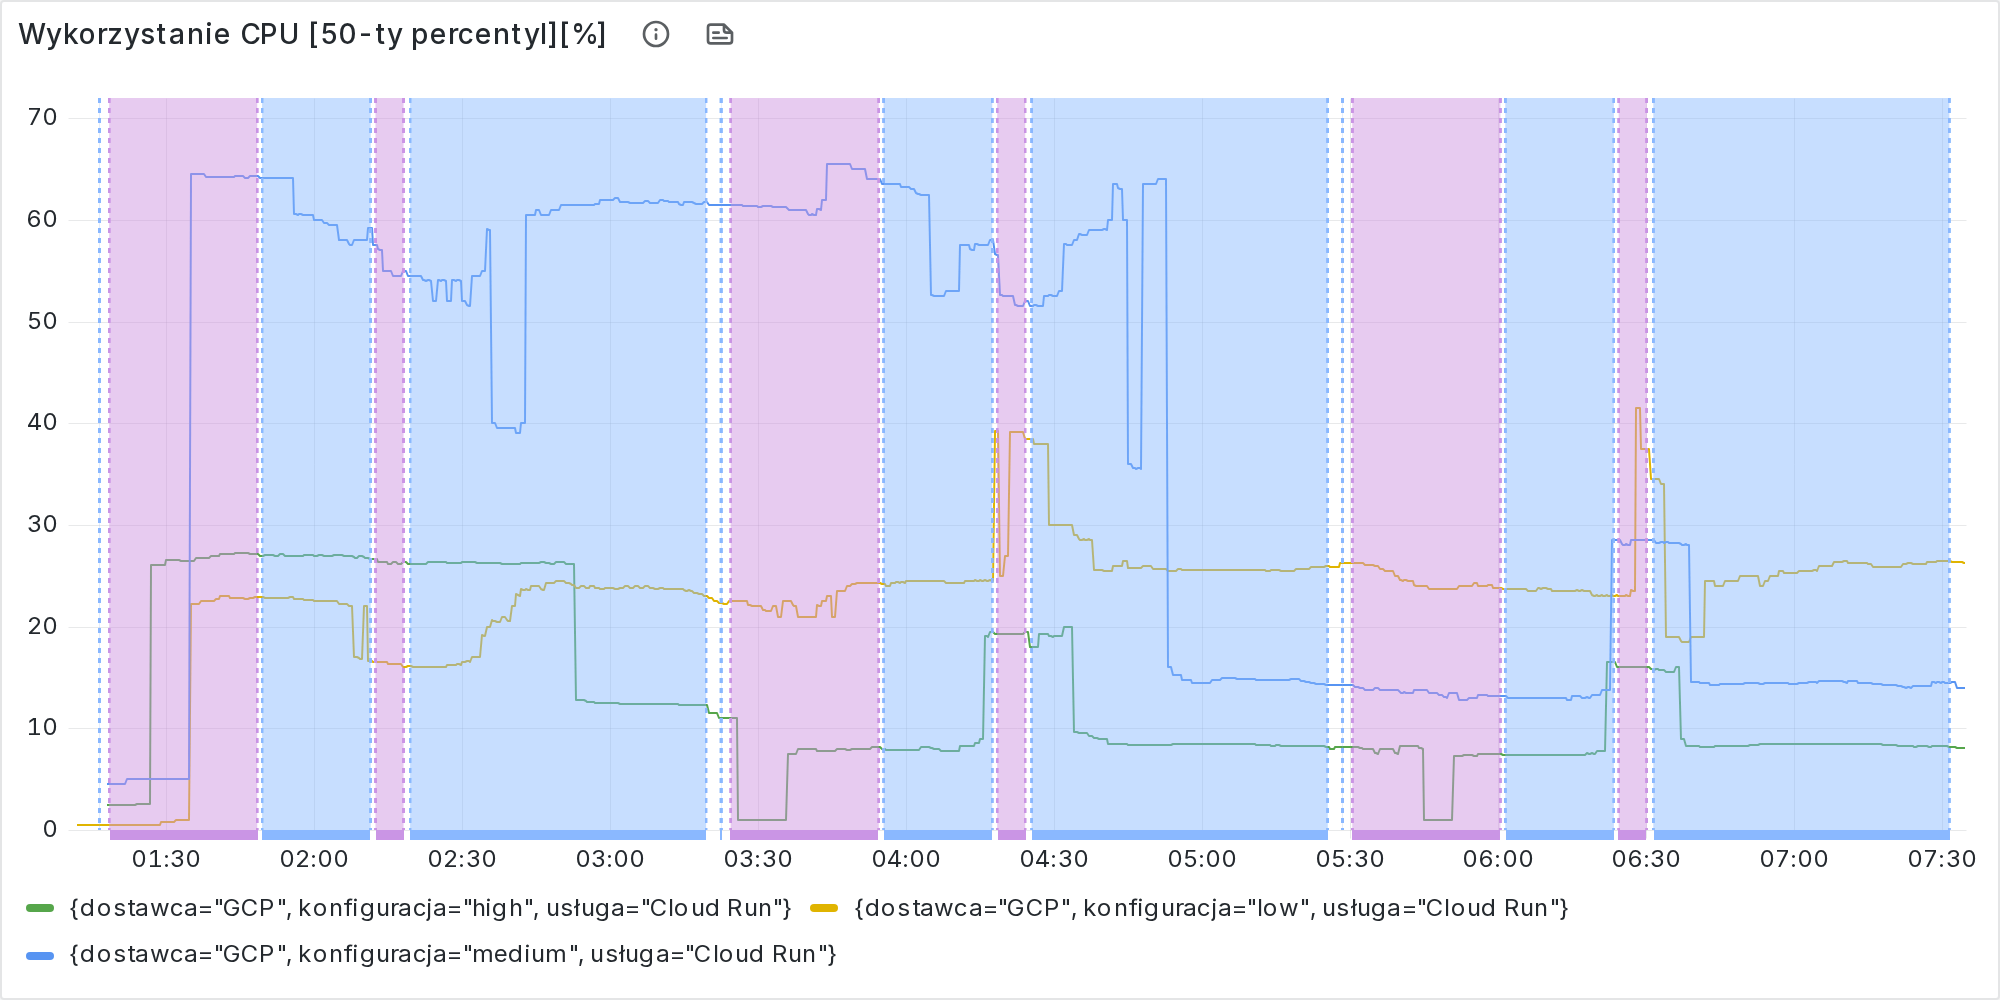 Wykorzystanie CPU [50-ty percentyl][%]
70
60
50
40
30
20
10
0
01:30 02:00 02:30 03:00 03:30 04:00 04:30 05:00 05:30 06:00 06:30 07:00 07:30
{dostawca="GCP", konfiguracja="high", usługa="Cloud Run"} {dostawca="GCP", konfiguracja="low", usługa="Cloud Run"}
{dostawca="GCP", konfiguracja="medium", usługa="Cloud Run"}